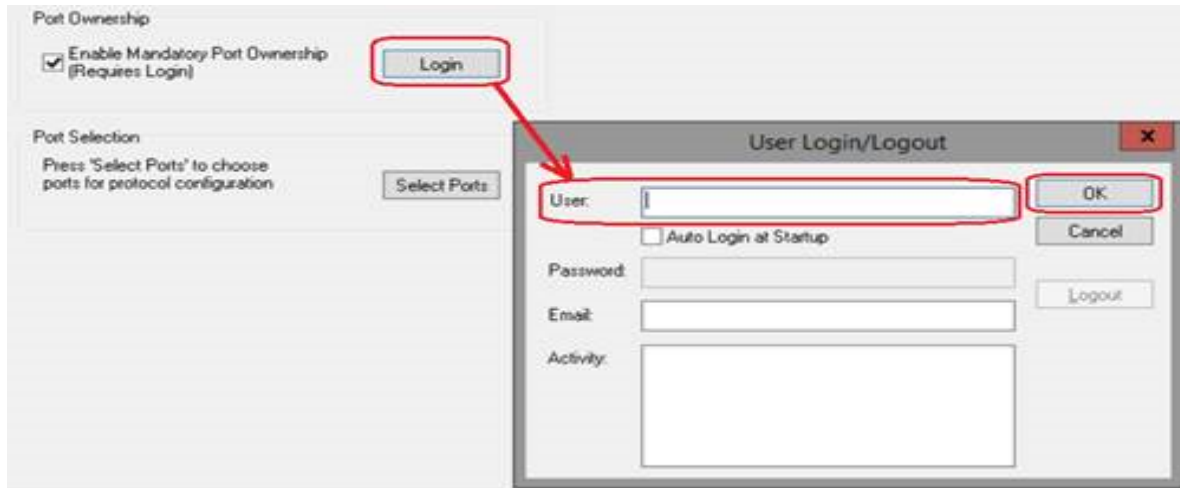 Port Ownership
Enable Mandatory Port Ownership
(Requires Login)
Login
Port Selection
Press 'Select Ports' to choose
ports for protocol configuration
Select Ports
User Login/Logout
User:
OK
Auto Login at Startup
Cancel
Password:
Logout
Email:
Activity: